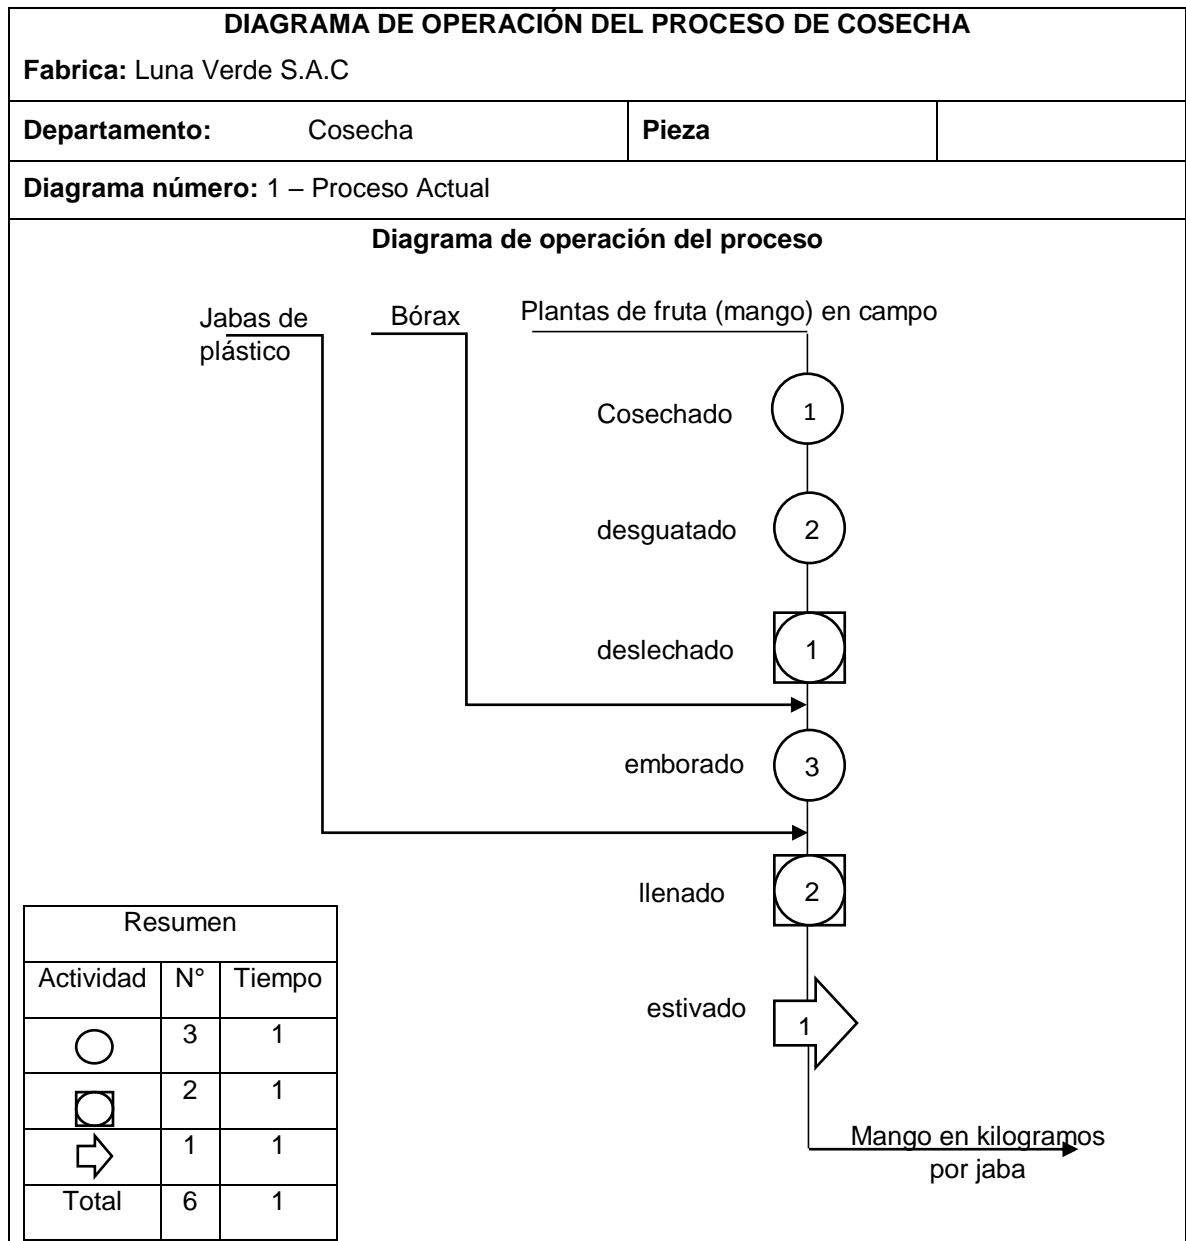 DIAGRAMA DE OPERACIÓN DEL PROCESO DE COSECHA
Fabrica: Luna Verde S.A.C
Departamento: Cosecha
Pieza
Diagrama número: 1 – Proceso Actual
Diagrama de operación del proceso
Jabas de
plástico
Bórax
Plantas de fruta (mango) en campo
Cosechado
1
desguatado
2
deslechado
1
emborado
3
llenado
2
estivado
1
Mango en kilogramos
por jaba
Resumen
Actividad N° Tiempo
3 1
2 1
1 1
Total 6 1